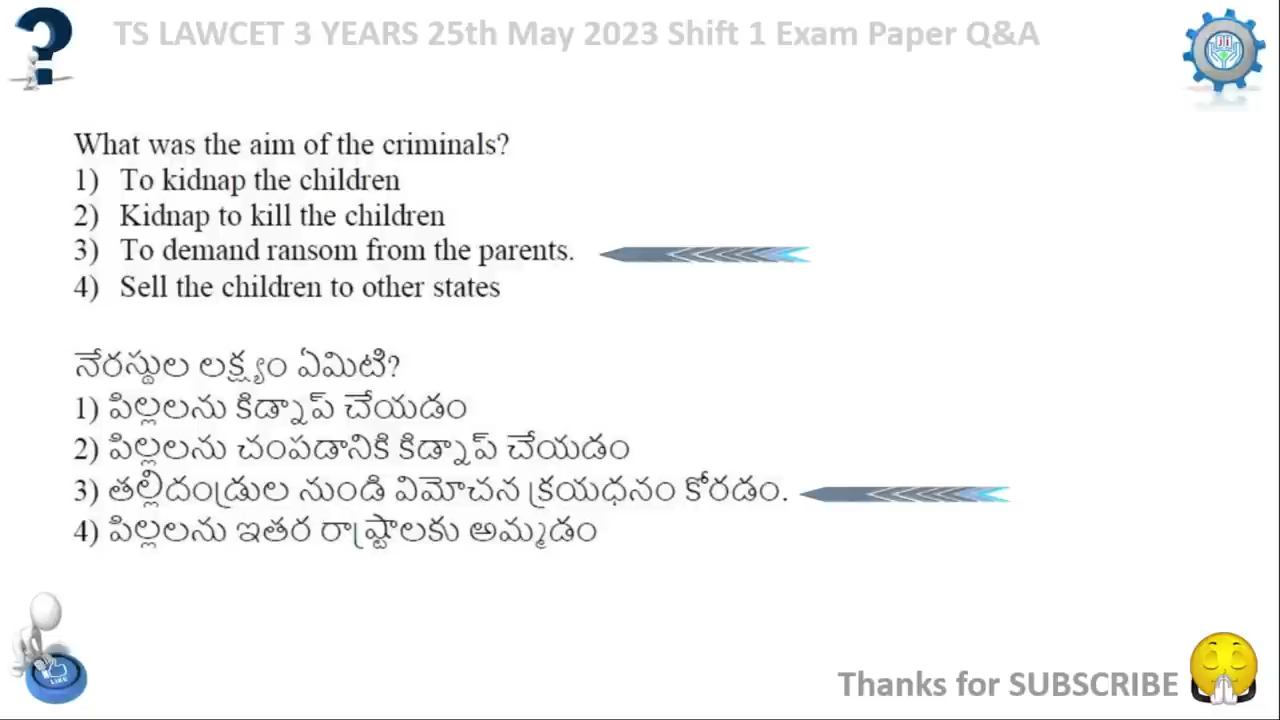 TS LAWCET 3 YEARS 25th May 2023 Shift 1 Exam Paper Q&A
What was the aim of the criminals?
1) To kidnap the children
2) Kidnap to kill the children
3) To demand ransom from the parents.
4) Sell the children to other states
నేరస్థుల లక్ష్యం ఏమిటి?
1) పిల్లలను కిడ్నాప్ చేయడం
2) పిల్లలను చంపడానికి కిడ్నాప్ చేయడం
3) తల్లిదండ్రుల నుండి విమోచన క్రయధనం కోరడం.
4) పిల్లలను ఇతర రాష్ట్రాలకు అమ్మడం
LIKE
Thanks for SUBSCRIBE